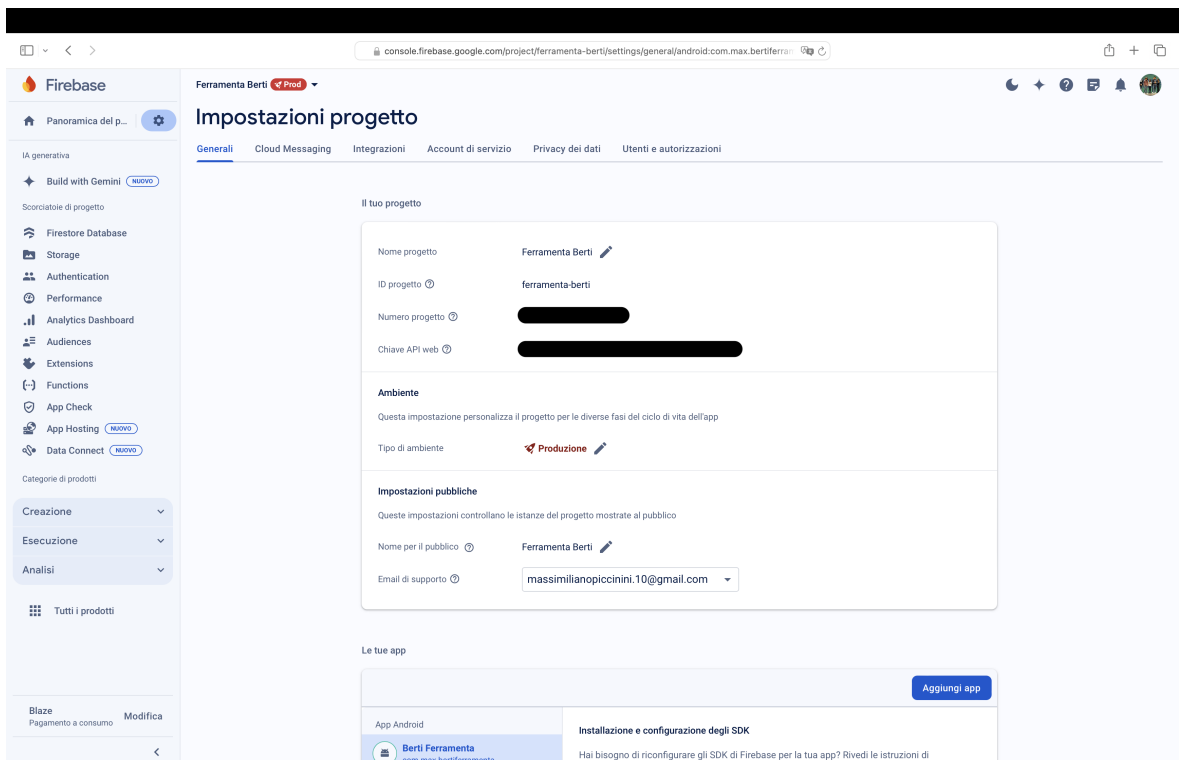 console.firebase.google.com/project/ferramenta-berti/settings/general/android:com.max.bertiferran
Firebase
Ferramenta Berti Prod
Panoramica del p...
Impostazioni progetto
Generali Cloud Messaging Integrazioni Account di servizio Privacy dei dati Utenti e autorizzazioni
IA generativa
Build with Gemini NUOVO
Scorciatoie di progetto
Firestore Database
Storage
Authentication
Performance
Analytics Dashboard
Audiences
Extensions
Functions
App Check
App Hosting NUOVO
Data Connect NUOVO
Categorie di prodotti
Creazione
Esecuzione
Analisi
Tutti i prodotti
Blaze
Pagamento a consumo
Modifica
Il tuo progetto
Nome progetto Ferramenta Berti
ID progetto ferramenta-berti
Numero progetto
Chiave API web
Ambiente
Questa impostazione personalizza il progetto per le diverse fasi del ciclo di vita dell'app
Tipo di ambiente Produzione
Impostazioni pubbliche
Queste impostazioni controllano le istanze del progetto mostrate al pubblico
Nome per il pubblico Ferramenta Berti
Email di supporto massimilianopiccinini.10@gmail.com
Le tue app
Aggiungi app
App Android
Berti Ferramenta
com.max.bertiferramenta
Installazione e configurazione degli SDK
Hai bisogno di riconfigurare gli SDK di Firebase per la tua app? Rivedi le istruzioni di